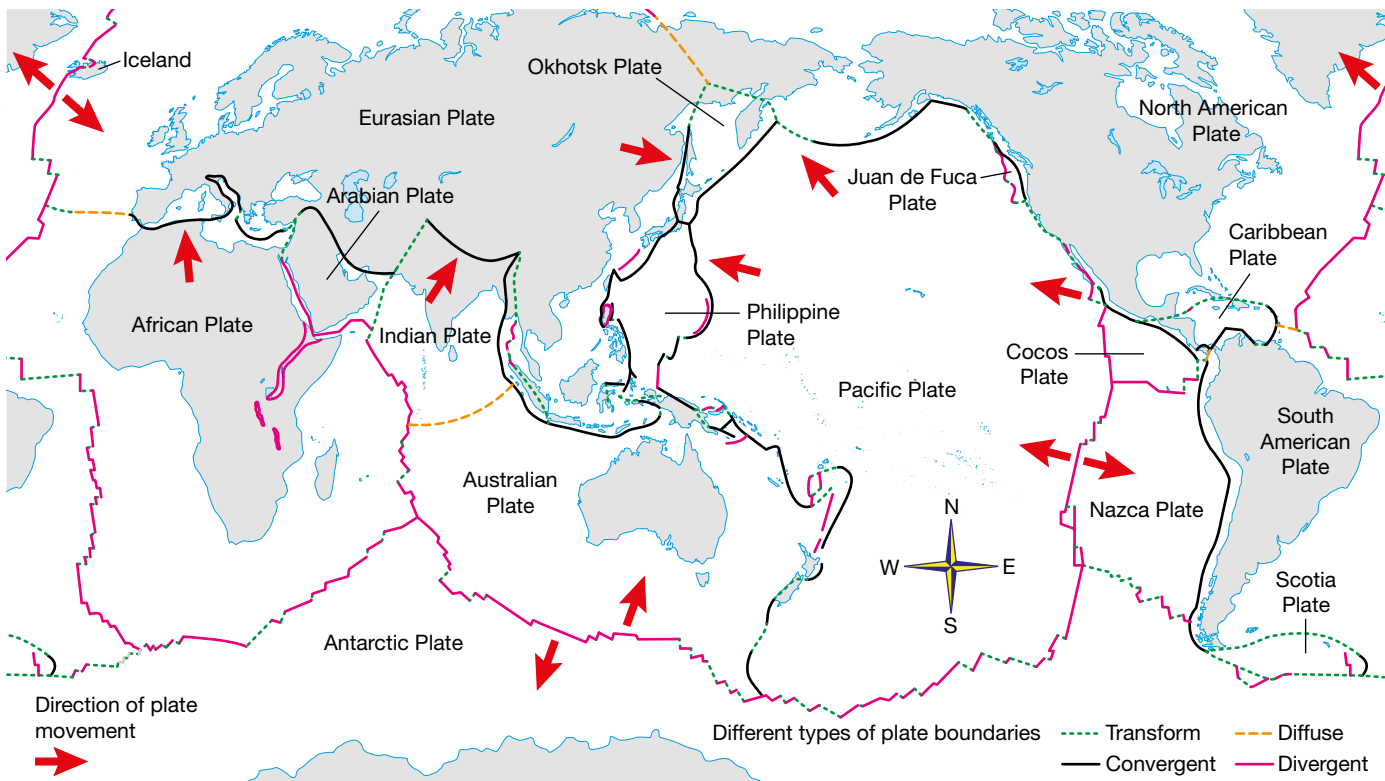 Iceland
Okhotsk Plate
North American
Plate
Eurasian Plate
Juan de Fuca
Plate
Arabian Plate
Caribbean
Plate
African Plate
Indian Plate
Philippine
Plate
Cocos
Plate
Pacific Plate
South
American
Plate
Australian
Plate
Nazca Plate
N
W
E
S
Scotia
Plate
Antarctic Plate
Direction of plate
movement
Different types of plate boundaries
Transform
Diffuse
Convergent
Divergent